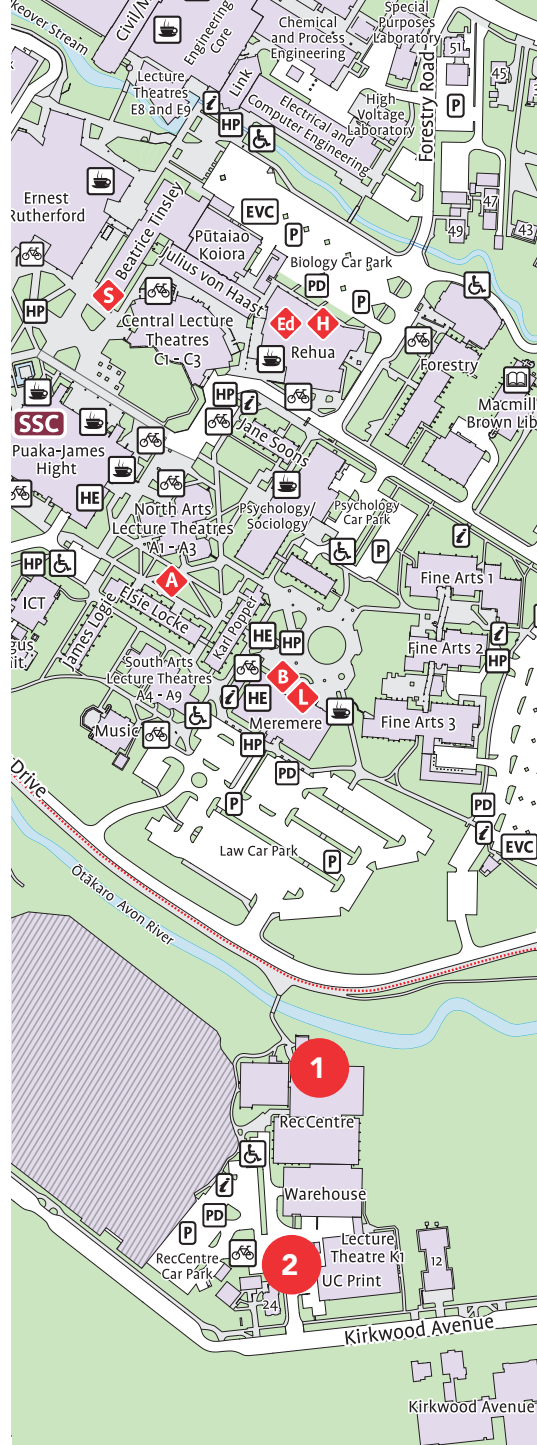 Civil/M
Engineering
Core
Chemical
and Process
Engineering
Special
Purposes
Laboratory
51
45
P
Lecture
Theatres
E8 and E9
i
Link
HP
Electrical and
Computer Engineering
High
Voltage
Laboratory
Forestry Road
Ernest
Rutherford
Beatrice Tinsley
EVC
P
47
49
43
Pūtaiao
Koiora
Julius von Haast
Biology Car Park
PD
P
S
HP
Central Lecture
Theatres
C1 - C3
Ed
H
Rehua
Forestry
Macmill
Brown Lib
SSC
HP
i
Puaka-James
Hight
HE
Jane Soons
North Arts
Lecture Theatres
A1 - A3
Psychology/
Sociology
Psychology
Car Park
P
i
HP
A
Fine Arts 1
ICT
James Logie
Elsie Locke
Karl Popper
HE
HP
Fine Arts 2
i
HP
gus
it.
South Arts
Lecture Theatres
A4 - A9
B
L
i
HE
Meremere
Fine Arts 3
Music
HP
PD
Drive
P
PD
i
EVC
Law Car Park
P
Ōtākaro Avon River
1
RecCentre
Warehouse
i
PD
P
RecCentre
Car Park
2
Lecture
Theatre K1
UC Print
12
24
Kirkwood Avenue
Kirkwood Avenue